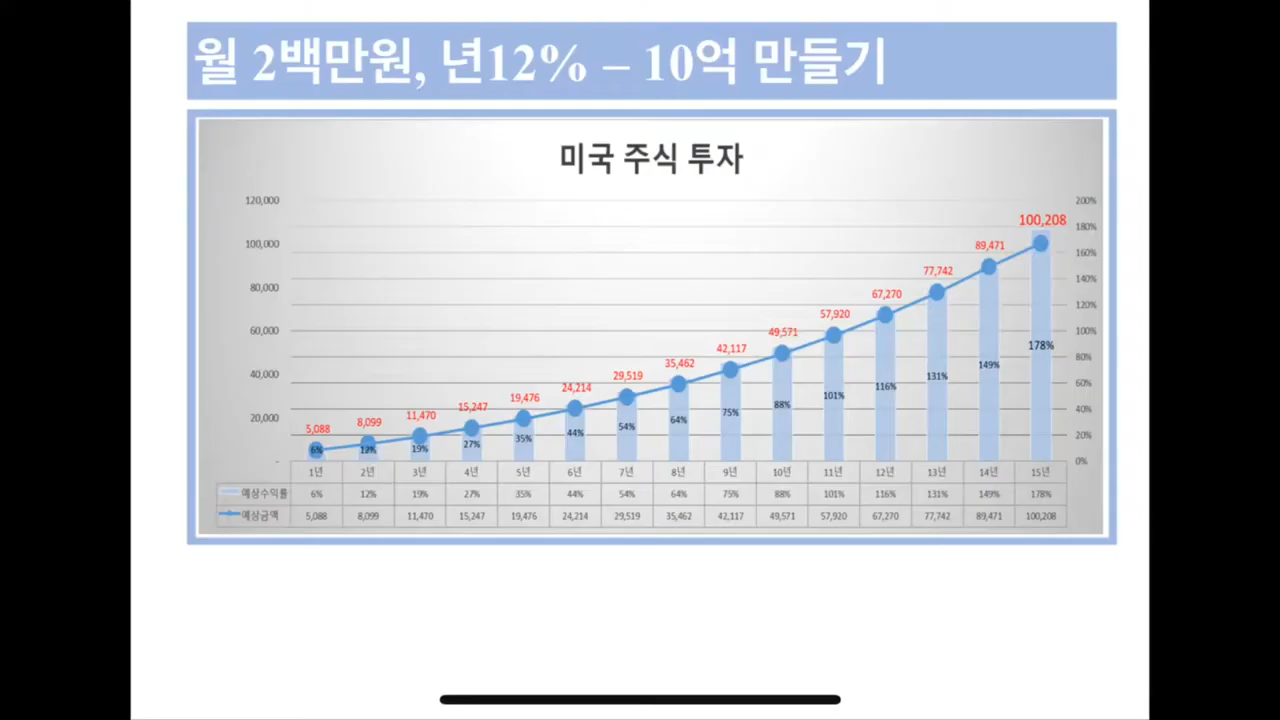 월 2백만원, 년12% – 10억 만들기
미국 주식 투자
120,000
100,000
80,000
60,000
40,000
20,000
-
200%
180%
160%
140%
120%
100%
80%
60%
40%
20%
0%
5,088 8,099 11,470 15,247 19,476 24,214 29,519 35,462 42,117 49,571 57,920 67,270 77,742 89,471 100,208
6% 12% 19% 27% 35% 44% 54% 64% 75% 88% 101% 116% 131% 149% 178%
1년 2년 3년 4년 5년 6년 7년 8년 9년 10년 11년 12년 13년 14년 15년
예상수익률 6% 12% 19% 27% 35% 44% 54% 64% 75% 88% 101% 116% 131% 149% 178%
예상금액 5,088 8,099 11,470 15,247 19,476 24,214 29,519 35,462 42,117 49,571 57,920 67,270 77,742 89,471 100,208